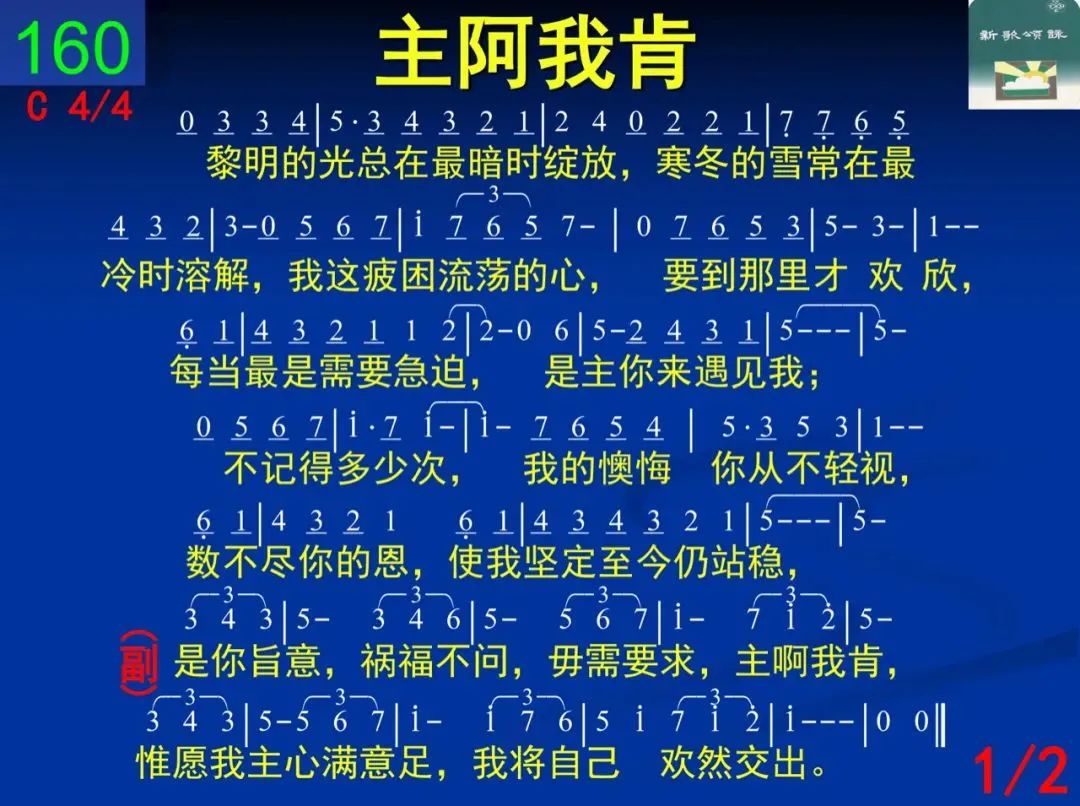 160
主阿我肯
新歌頌詠
C 4/4
0 3 3 4|5·3 4 3 2 1|2 4 0 2 2 1|7 7 6 5
黎明的光总在最暗时绽放，寒冬的雪常在最
3
4 3 2|3-0 5 6 7|i 7 6 5 7-| 0 7 6 5 3|5- 3-|1--
冷时溶解，我这疲困流荡的心，要到那里才 欢 欣，
6 1|4 3 2 1 1 2|2-0 6|5-2 4 3 1|5---|5-
每当最是需要急迫，是主你来遇见我；
0 5 6 7|i·7 i-|i- 7 6 5 4| 5·3 5 3|1--
不记得多少次，我的懊悔 你从不轻视，
6 1|4 3 2 1 6 1|4 3 4 3 2 1|5---|5-
数不尽你的恩，使我坚定至今仍站稳，
3 3 3 3
3 4 3|5- 3 4 6|5- 5 6 7|i- 7 i 2|5-
(副)
是你旨意，祸福不问，毋需要求，主啊我肯，
3 3 3 3
3 4 3|5-5 6 7|i- i 7 6|5 i 7 i 2|i---|0 0‖
惟愿我主心满意足，我将自己 欢然交出。
1/2